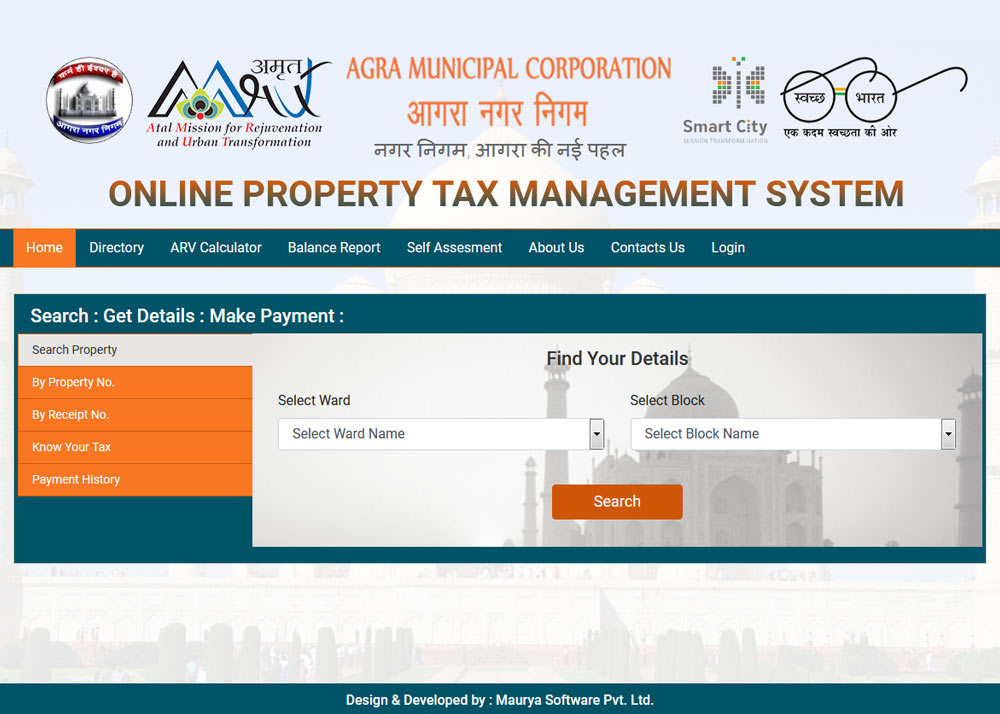 कर्म ही ईश्वर है
आगरा नगर निगम
अमृत
Atal Mission for Rejuvenation
and Urban Transformation
AGRA MUNICIPAL CORPORATION
आगरा नगर निगम
नगर निगम, आगरा की नई पहल
Smart City
MISSION TRANSFORMATION
स्वच्छ भारत
एक कदम स्वच्छता की ओर
ONLINE PROPERTY TAX MANAGEMENT SYSTEM
Home Directory ARV Calculator Balance Report Self Assesment About Us Contacts Us Login
Search : Get Details : Make Payment :
Search Property
By Property No.
By Receipt No.
Know Your Tax
Payment History
Find Your Details
Select Ward Select Block
Select Ward Name Select Block Name
Search
Design & Developed by : Maurya Software Pvt. Ltd.